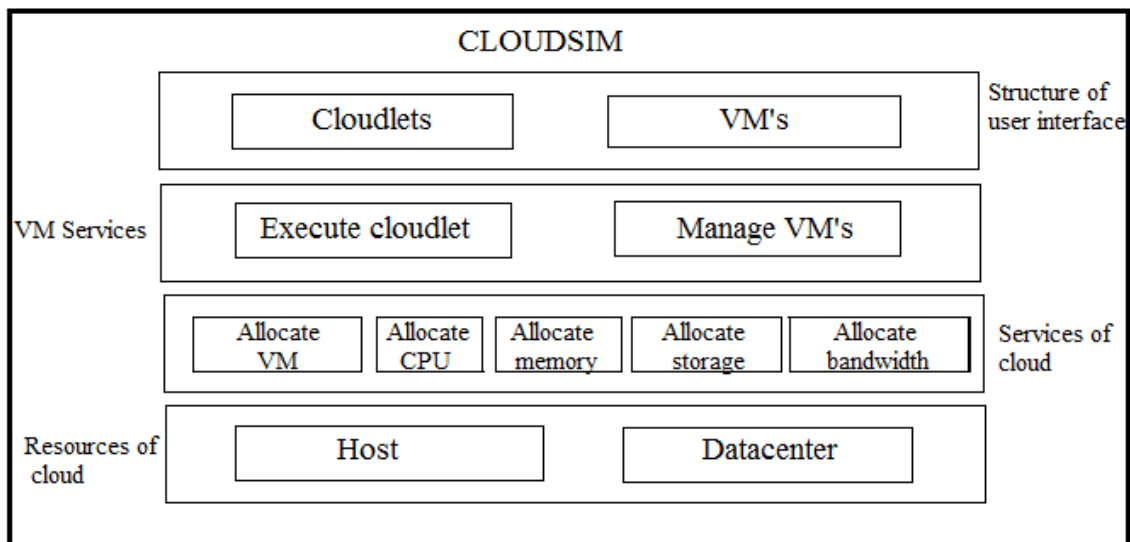 CLOUDSIM
Cloudlets
VM's
Structure of
user interface
VM Services
Execute cloudlet
Manage VM's
Allocate
VM
Allocate
CPU
Allocate
memory
Allocate
storage
Allocate
bandwidth
Services of
cloud
Resources of
cloud
Host
Datacenter